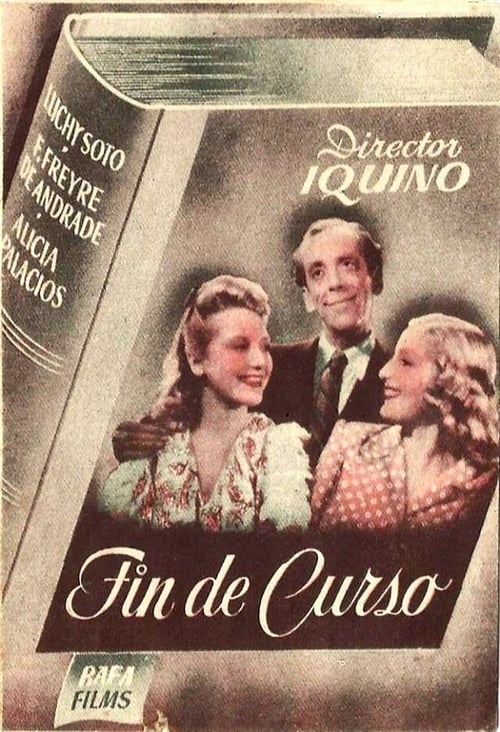 LUCHY SOTO
F. FREYRE
DE ANDRADE
ALICIA
PALACIOS
Director
IQUINO
Fin de Curso
RAFA
FILMS